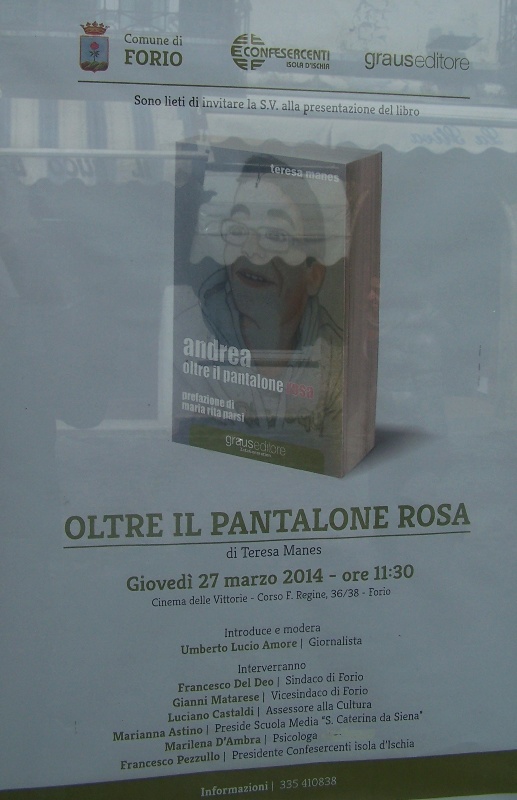 Comune di
FORIO
CONFESERCENTI
ISOLA D'ISCHIA
grauseditore
Sono lieti di invitare la S.V. alla presentazione del libro
teresa manes
andrea
oltre il pantalone rosa
prefazione di
maria rita parsi
grauseditore
OLTRE IL PANTALONE ROSA
di Teresa Manes
Giovedì 27 marzo 2014 - ore 11:30
Cinema delle Vittorie - Corso F. Regine, 36/38 - Forio
Introduce e modera
Umberto Lucio Amore | Giornalista
Interverranno
Francesco Del Deo | Sindaco di Forio
Gianni Matarese | Vicesindaco di Forio
Luciano Castaldi | Assessore alla Cultura
Marianna Astino | Preside Scuola Media "S. Caterina da Siena"
Marilena D'Ambra | Psicologa
Francesco Pezzullo | Presidente Confesercenti isola d'Ischia
Informazioni | 335 410838